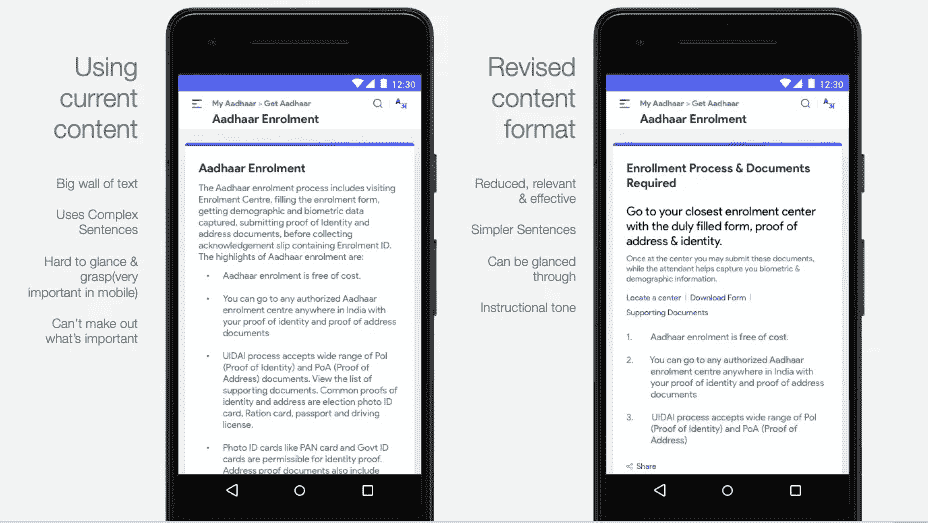 Using
current
content
Big wall of text
Uses Complex
Sentences
Hard to glance &
grasp(very
important in mobile)
Can't make out
what's important
12:30
My Aadhaar > Get Aadhaar
Aadhaar Enrolment
Aadhaar Enrolment
The Aadhaar enrolment process includes visiting
Enrolment Centre, filling the enrolment form,
getting demographic and biometric data
captured, submitting proof of Identity and
address documents, before collecting
acknowledgement slip containing Enrolment ID.
The highlights of Aadhaar enrolment are:
• Aadhaar enrolment is free of cost.
• You can go to any authorized Aadhaar
enrolment centre anywhere in India with
your proof of identity and proof of address
documents
• UIDAI process accepts wide range of PoI
(Proof of Identity) and PoA (Proof of
Address) documents. View the list of
supporting documents. Common proofs of
identity and address are election photo ID
card, Ration card, passport and driving
license.
• Photo ID cards like PAN card and Govt ID
cards are permissible for identity proof.
Address proof documents also include
Revised
content
format
Reduced, relevant
& effective
Simpler Sentences
Can be glanced
through
Instructional tone
12:30
My Aadhaar > Get Aadhaar
Aadhaar Enrolment
Enrollment Process & Documents
Required
Go to your closest enrolment center
with the duly filled form, proof of
address & identity.
Once at the center you may submit these documents,
while the attendant helps capture you biometric &
demographic information.
Locate a center | Download Form |
Supporting Documents
1. Aadhaar enrolment is free of cost.
2. You can go to any authorized Aadhaar
enrolment centre anywhere in India with
your proof of identity and proof of address
documents
3. UIDAI process accepts wide range of PoI
(Proof of Identity) and PoA (Proof of
Address)
Share